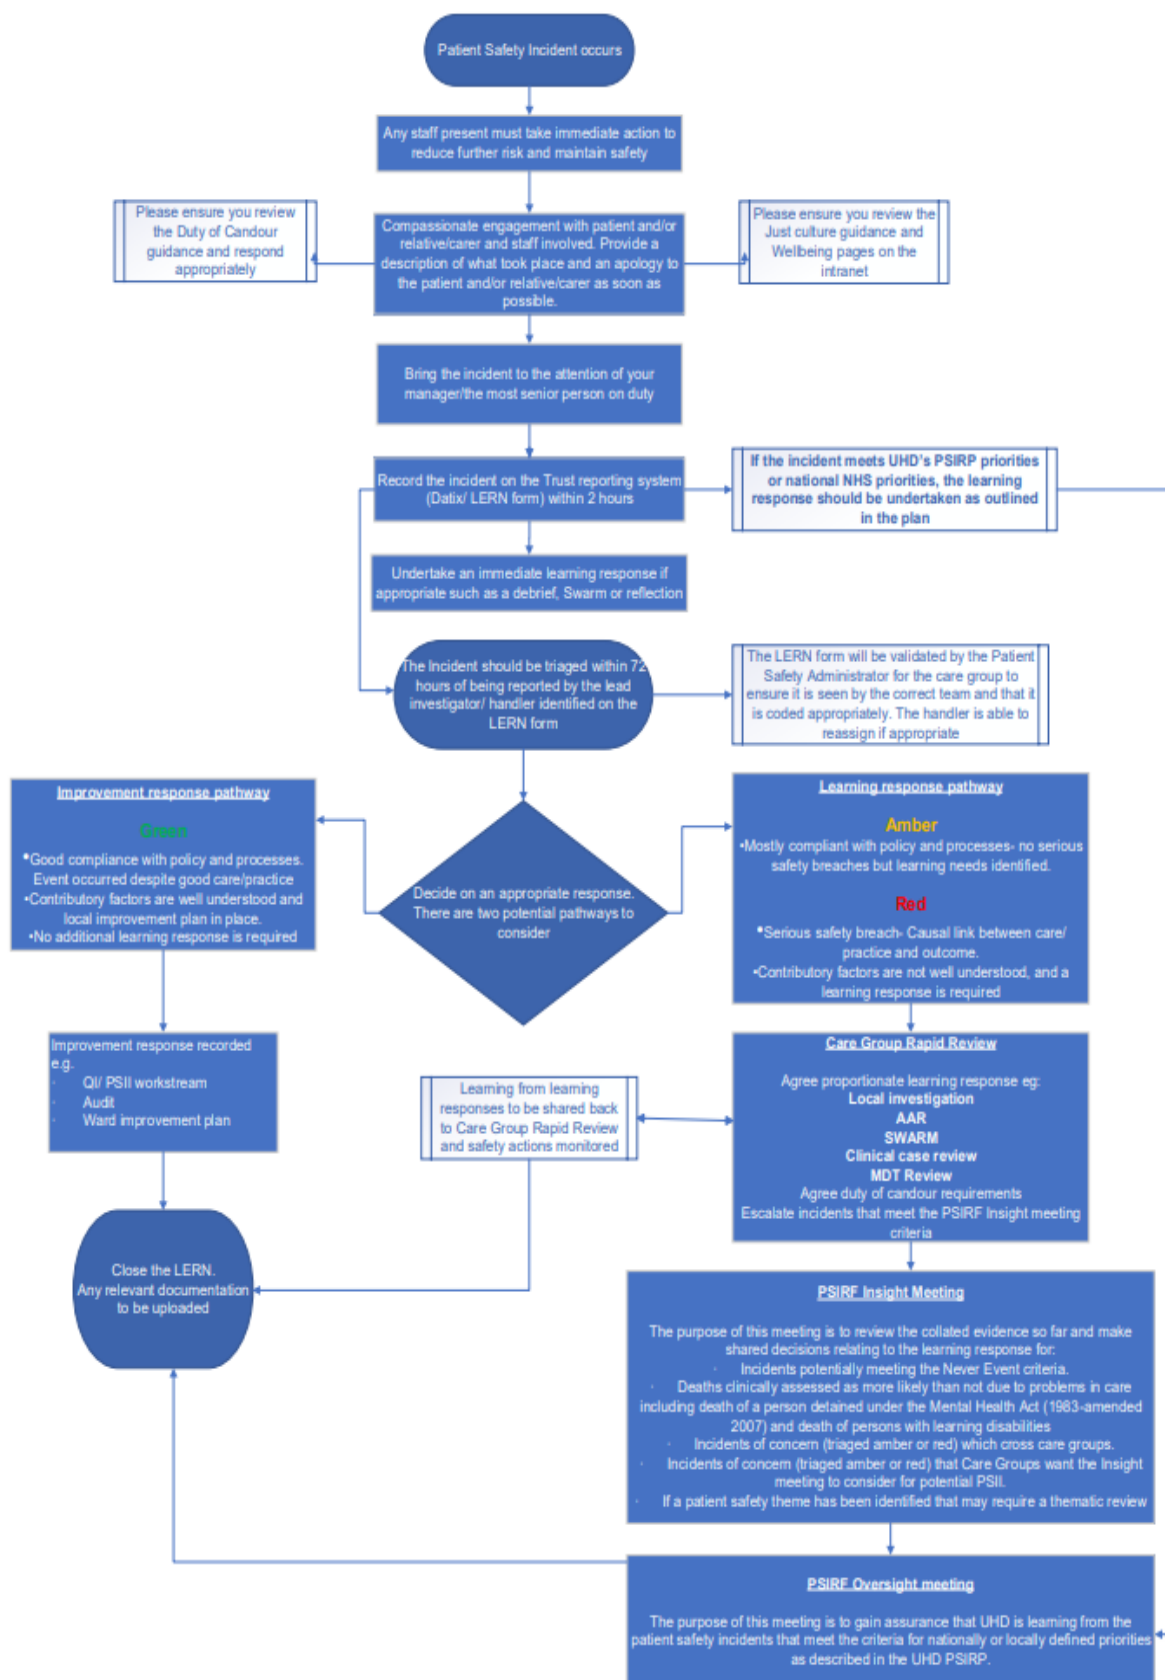 Patient Safety Incident occurs
Any staff present must take immediate action to
reduce further risk and maintain safety
Please ensure you review
the Duty of Candour
guidance and respond
appropriately
Compassionate engagement with patient and/or
relative/carer and staff involved. Provide a
description of what took place and an apology to
the patient and/or relative/carer as soon as
possible.
Please ensure you review the
Just culture guidance and
Wellbeing pages on the
intranet
Bring the incident to the attention of your
manager/the most senior person on duty
Record the incident on the Trust reporting system
(Datix/ LERN form) within 2 hours
If the incident meets UHD's PSIRP priorities
or national NHS priorities, the learning
response should be undertaken as outlined
in the plan
Undertake an immediate learning response if
appropriate such as a debrief, Swarm or reflection
The Incident should be triaged within 72
hours of being reported by the lead
investigator/ handler identified on the
LERN form
The LERN form will be validated by the Patient
Safety Administrator for the care group to
ensure it is seen by the correct team and that it
is coded appropriately. The handler is able to
reassign if appropriate
Improvement response pathway
Green
•Good compliance with policy and processes.
Event occurred despite good care/practice
•Contributory factors are well understood and
local improvement plan in place.
•No additional learning response is required
Decide on an appropriate response.
There are two potential pathways to
consider
Learning response pathway
Amber
•Mostly compliant with policy and processes- no serious
safety breaches but learning needs identified.
Red
•Serious safety breach- Causal link between care/
practice and outcome.
•Contributory factors are not well understood, and a
learning response is required
Improvement response recorded
e.g.
· QI/ PSII workstream
· Audit
· Ward improvement plan
Learning from learning
responses to be shared back
to Care Group Rapid Review
and safety actions monitored
Care Group Rapid Review
Agree proportionate learning response eg:
Local investigation
AAR
SWARM
Clinical case review
MDT Review
Agree duty of candour requirements
Escalate incidents that meet the PSIRF Insight meeting
criteria
Close the LERN.
Any relevant documentation
to be uploaded
PSIRF Insight Meeting
The purpose of this meeting is to review the collated evidence so far and make
shared decisions relating to the learning response for:
· Incidents potentially meeting the Never Event criteria.
· Deaths clinically assessed as more likely than not due to problems in care
including death of a person detained under the Mental Health Act (1983-amended
2007) and death of persons with learning disabilities
· Incidents of concern (triaged amber or red) which cross care groups.
· Incidents of concern (triaged amber or red) that Care Groups want the Insight
meeting to consider for potential PSII.
· If a patient safety theme has been identified that may require a thematic review
PSIRF Oversight meeting
The purpose of this meeting is to gain assurance that UHD is learning from the
patient safety incidents that meet the criteria for nationally or locally defined priorities
as described in the UHD PSIRP.